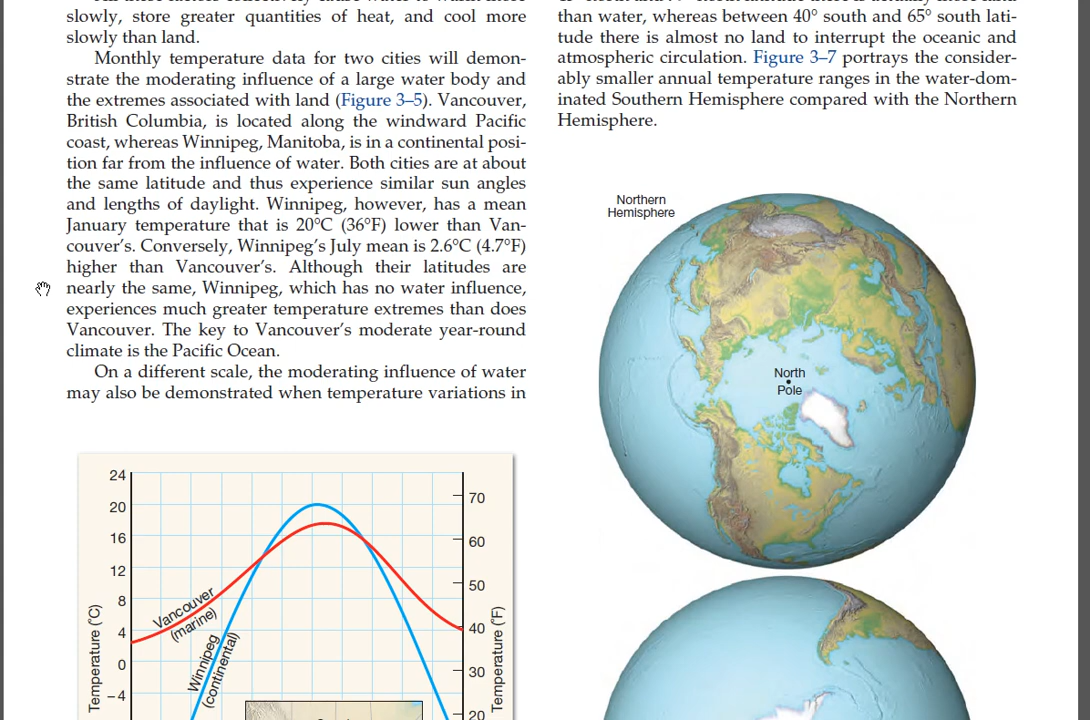 slowly, store greater quantities of heat, and cool more
slowly than land.
Monthly temperature data for two cities will demon-
strate the moderating influence of a large water body and
the extremes associated with land (Figure 3–5). Vancouver,
British Columbia, is located along the windward Pacific
coast, whereas Winnipeg, Manitoba, is in a continental posi-
tion far from the influence of water. Both cities are at about
the same latitude and thus experience similar sun angles
and lengths of daylight. Winnipeg, however, has a mean
January temperature that is 20°C (36°F) lower than Van-
couver's. Conversely, Winnipeg's July mean is 2.6°C (4.7°F)
higher than Vancouver's. Although their latitudes are
nearly the same, Winnipeg, which has no water influence,
experiences much greater temperature extremes than does
Vancouver. The key to Vancouver's moderate year-round
climate is the Pacific Ocean.
On a different scale, the moderating influence of water
may also be demonstrated when temperature variations in
than water, whereas between 40° south and 65° south lati-
tude there is almost no land to interrupt the oceanic and
atmospheric circulation. Figure 3–7 portrays the consider-
ably smaller annual temperature ranges in the water-dom-
inated Southern Hemisphere compared with the Northern
Hemisphere.
Northern
Hemisphere
North
Pole
24
20
16
12
8
4
0
–4
Temperature (°C)
70
60
50
40
30
20
Temperature (°F)
Vancouver
(marine)
Winnipeg
(continental)